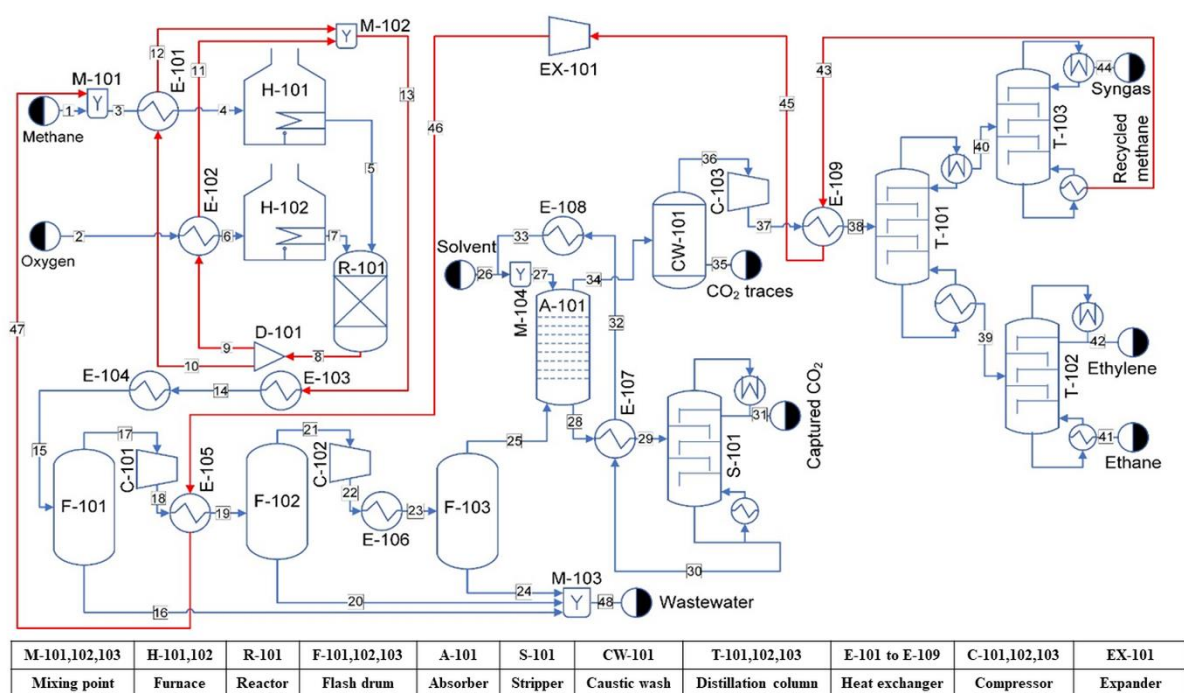 12
M-102
E-101
11
M-101
H-101
13
1
3
4
Methane
5
E-102
H-102
2
6
7
Oxygen
R-101
D-101
9
8
10
47
E-104
14
E-103
EX-101
46
45
43
44
Syngas
T-103
40
Recycled
methane
E-109
36
C-103
37
38
T-101
CW-101
35
CO₂ traces
E-108
Solvent
33
26
27
34
M-104
A-101
32
39
42
Ethylene
T-102
41
Ethane
28
E-107
29
31
Captured CO₂
S-101
30
15
17
C-101
18
E-105
19
F-101
21
C-102
22
F-102
E-106
23
25
F-103
24
M-103
16
20
48
Wastewater
M-101,102,103 H-101,102 R-101 F-101,102,103 A-101 S-101 CW-101 T-101,102,103 E-101 to E-109 C-101,102,103 EX-101
Mixing point Furnace Reactor Flash drum Absorber Stripper Caustic wash Distillation column Heat exchanger Compressor Expander